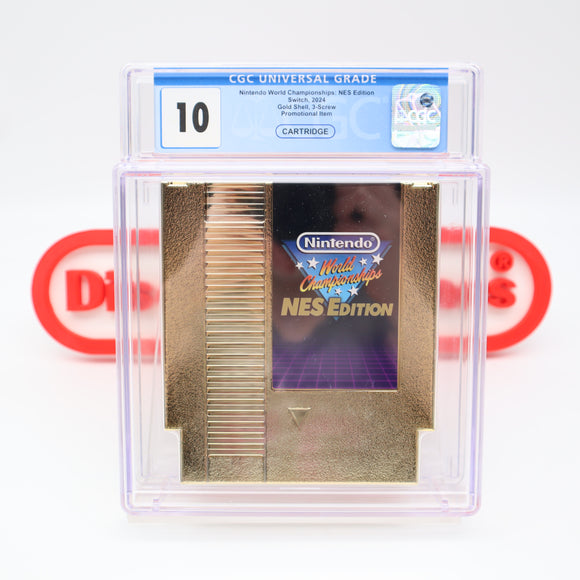 CGC UNIVERSAL GRADE
10
Nintendo World Championships: NES Edition
Switch, 2024
Gold Shell, 3-Screw
Promotional Item
CARTRIDGE
CGC
Nintendo®
World
Championships
NES EDITION